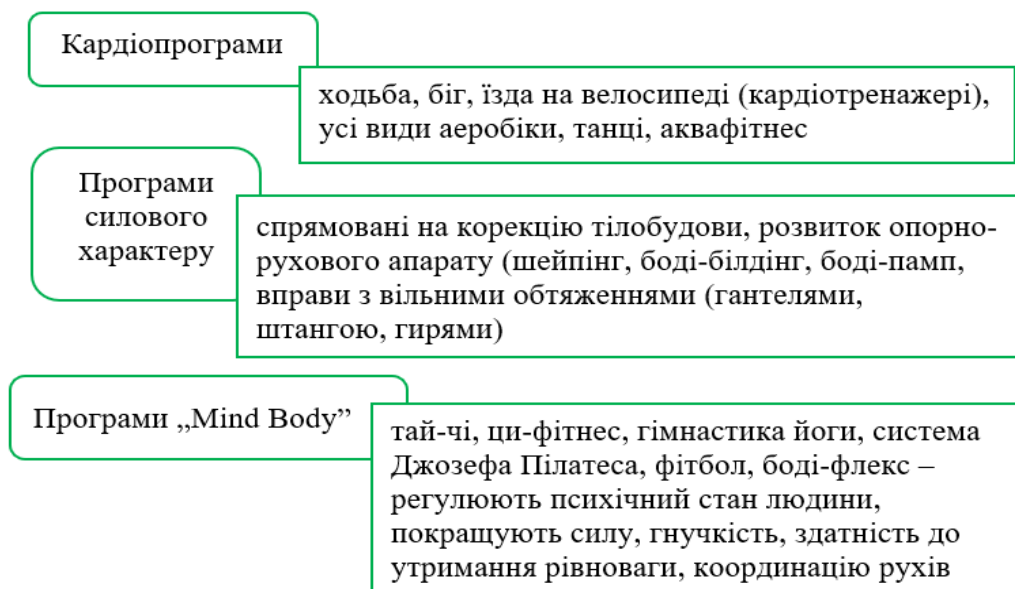 Кардіопрограми
ходьба, біг, їзда на велосипеді (кардіотренажері),
усі види аеробіки, танці, аквафітнес
Програми
силового
характеру
спрямовані на корекцію тілобудови, розвиток опорно-
рухового апарату (шейпінг, боді-білдінг, боді-памп,
вправи з вільними обтяженнями (гантелями,
штангою, гирями)
Програми „Mind Body”
тай-чі, ци-фітнес, гімнастика йоги, система
Джозефа Пілатеса, фітбол, боді-флекс –
регулюють психічний стан людини,
покращують силу, гнучкість, здатність до
утримання рівноваги, координацію рухів